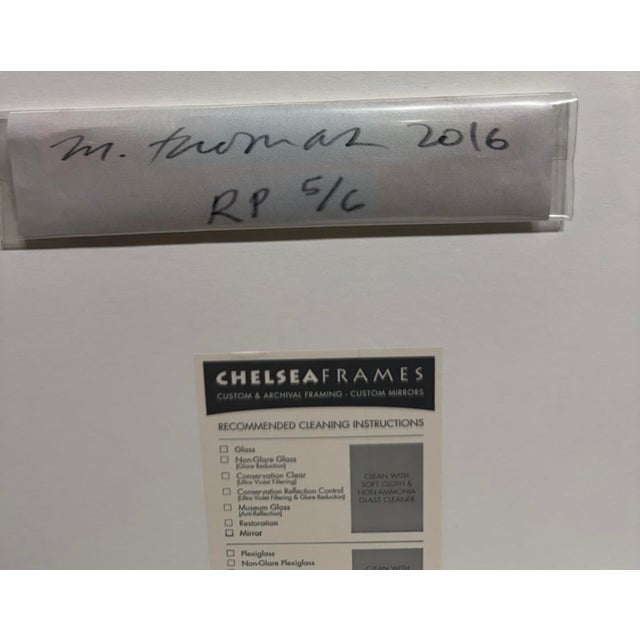 m. thomas 2016
RP 5/6
CHELSEAFRAMES
CUSTOM & ARCHIVAL FRAMING - CUSTOM MIRRORS
RECOMMENDED CLEANING INSTRUCTIONS
Glass
Non-Glare Glass
(Glare Reduction)
Conservation Clear
(Ultra Violet Filtering)
Conservation Reflection Control
(Ultra Violet Filtering & Glare Reduction)
Museum Glass
(Anti-Reflection)
Restoration
Mirror
CLEAN WITH
SOFT CLOTH &
NON AMMONIA
GLASS CLEANER
Plexiglass
Non-Glare Plexiglass
CLEAN WITH